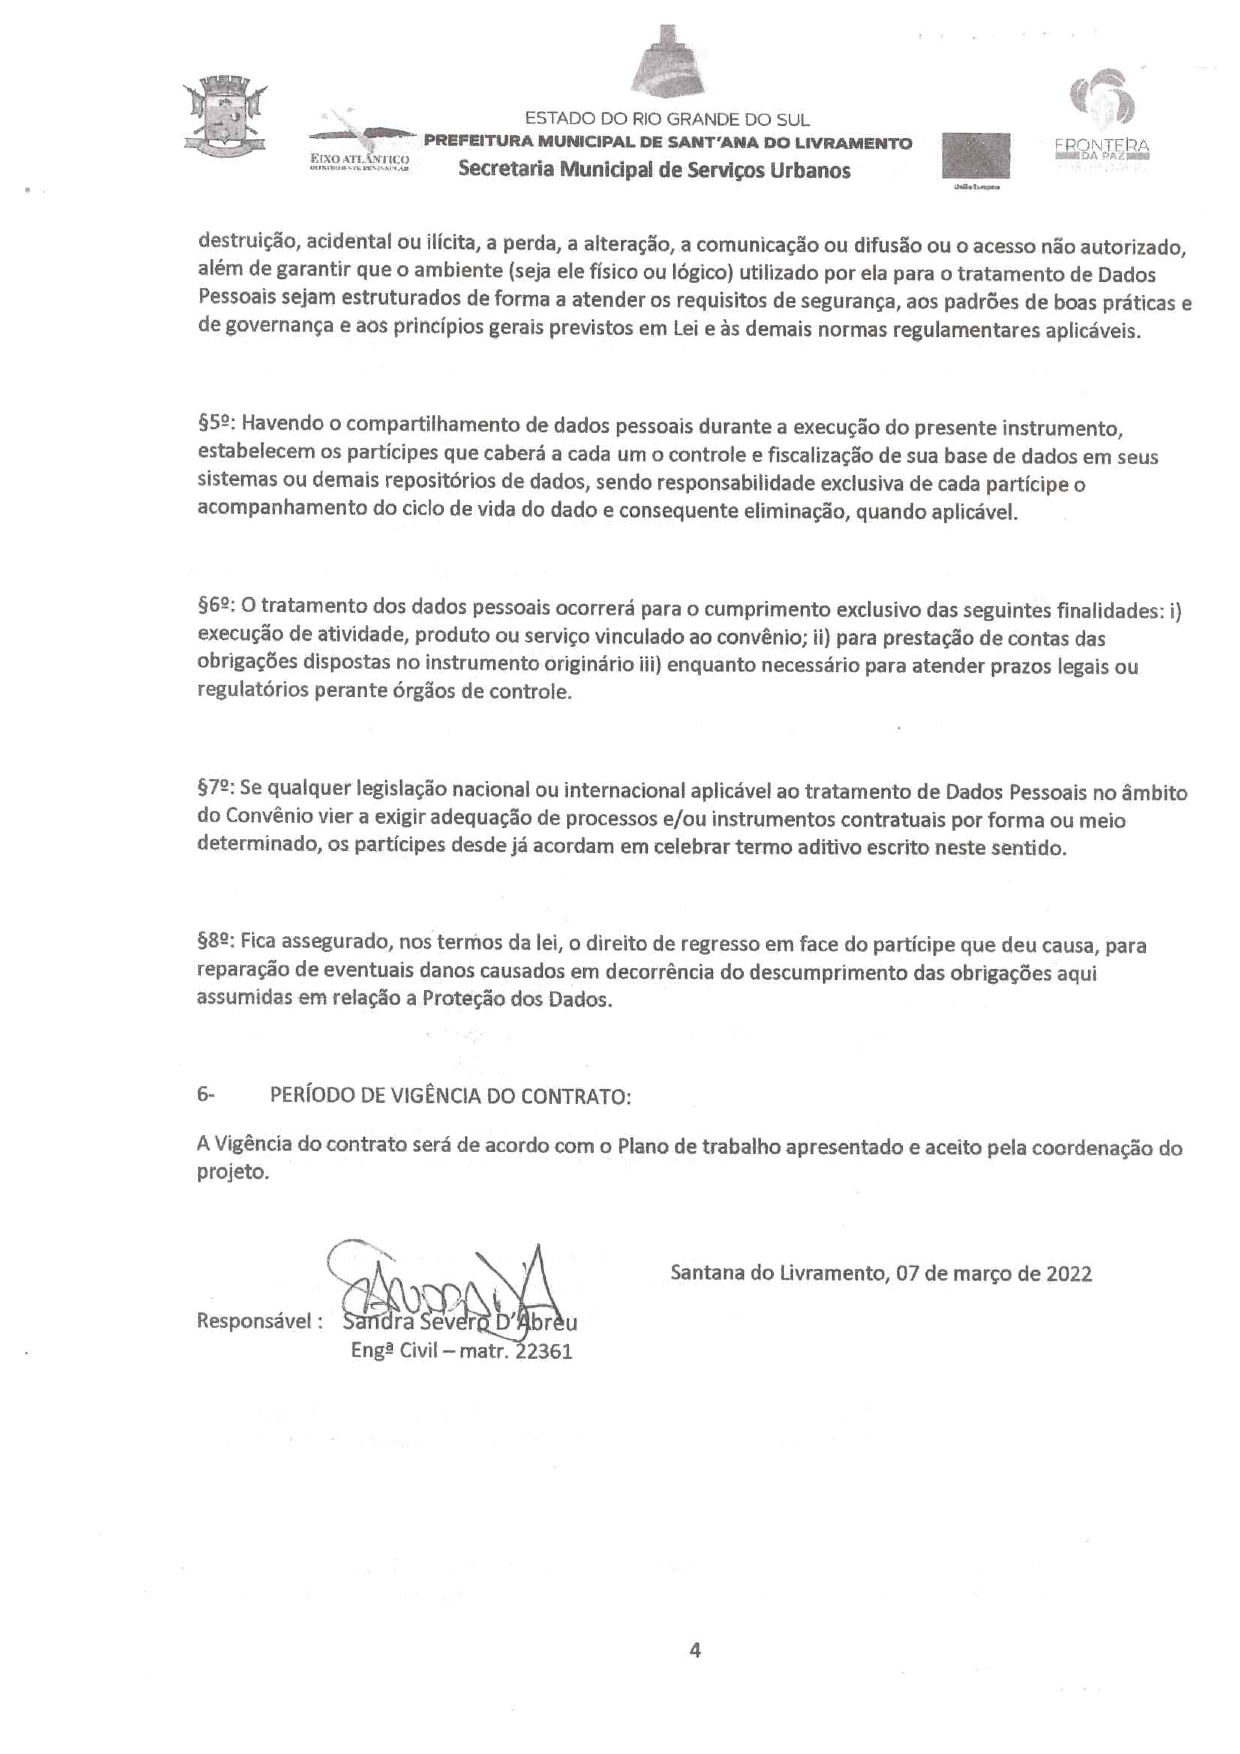 ESTADO DO RIO GRANDE DO SUL
PREFEITURA MUNICIPAL DE SANT'ANA DO LIVRAMENTO
Secretaria Municipal de Serviços Urbanos
EIXO ATLÂNTICO
União Europeia
FRONTEIRA
DA PAZ
destruição, acidental ou ilícita, a perda, a alteração, a comunicação ou difusão ou o acesso não autorizado,
além de garantir que o ambiente (seja ele físico ou lógico) utilizado por ela para o tratamento de Dados
Pessoais sejam estruturados de forma a atender os requisitos de segurança, aos padrões de boas práticas e
de governança e aos princípios gerais previstos em Lei e às demais normas regulamentares aplicáveis.
§5º: Havendo o compartilhamento de dados pessoais durante a execução do presente instrumento,
estabelecem os partícipes que caberá a cada um o controle e fiscalização de sua base de dados em seus
sistemas ou demais repositórios de dados, sendo responsabilidade exclusiva de cada partícipe o
acompanhamento do ciclo de vida do dado e consequente eliminação, quando aplicável.
§6º: O tratamento dos dados pessoais ocorrerá para o cumprimento exclusivo das seguintes finalidades: i)
execução de atividade, produto ou serviço vinculado ao convênio; ii) para prestação de contas das
obrigações dispostas no instrumento originário iii) enquanto necessário para atender prazos legais ou
regulatórios perante órgãos de controle.
§7º: Se qualquer legislação nacional ou internacional aplicável ao tratamento de Dados Pessoais no âmbito
do Convênio vier a exigir adequação de processos e/ou instrumentos contratuais por forma ou meio
determinado, os partícipes desde já acordam em celebrar termo aditivo escrito neste sentido.
§8º: Fica assegurado, nos termos da lei, o direito de regresso em face do partícipe que deu causa, para
reparação de eventuais danos causados em decorrência do descumprimento das obrigações aqui
assumidas em relação a Proteção dos Dados.
6- PERÍODO DE VIGÊNCIA DO CONTRATO:
A Vigência do contrato será de acordo com o Plano de trabalho apresentado e aceito pela coordenação do
projeto.
Santana do Livramento, 07 de março de 2022
Responsável : Sandra Severo D'Abreu
Engª Civil – matr. 22361
4